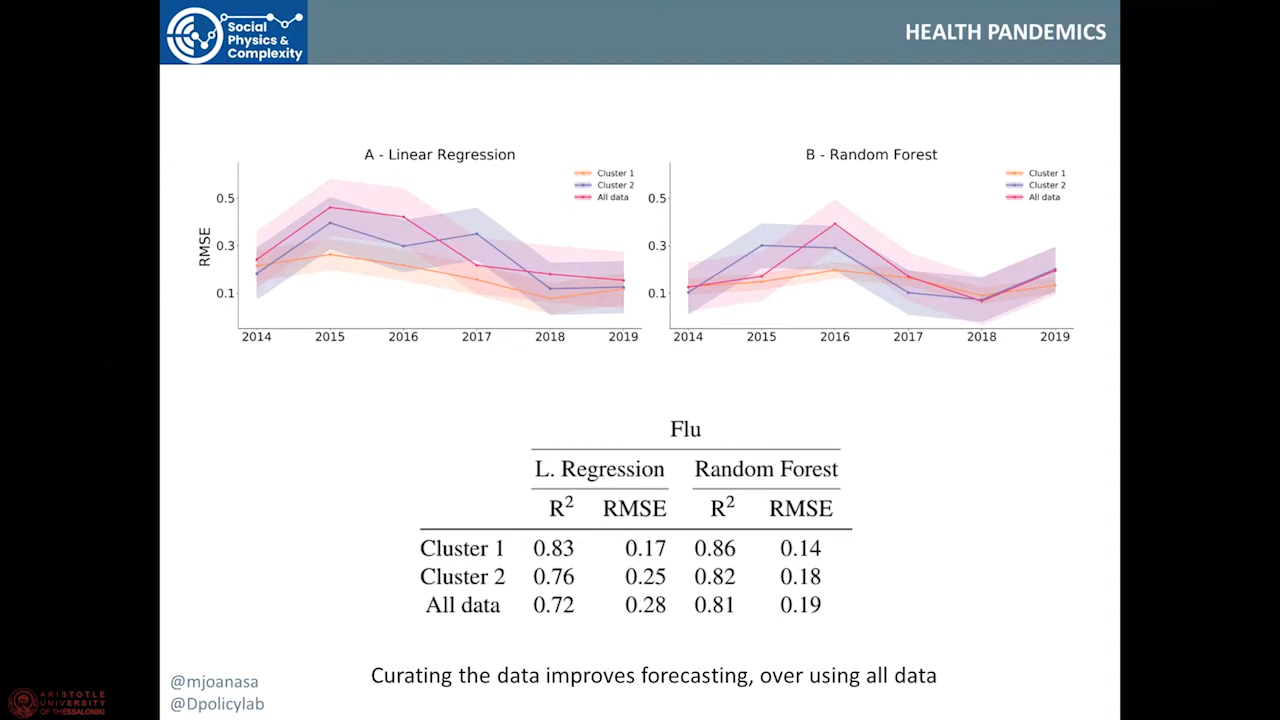 Social
Physics &
Complexity
HEALTH PANDEMICS
A - Linear Regression
Cluster 1
Cluster 2
All data
RMSE
0.5
0.3
0.1
2014 2015 2016 2017 2018 2019
B - Random Forest
Cluster 1
Cluster 2
All data
0.5
0.3
0.1
2014 2015 2016 2017 2018 2019
Flu
L. Regression Random Forest
R² RMSE R² RMSE
Cluster 1 0.83 0.17 0.86 0.14
Cluster 2 0.76 0.25 0.82 0.18
All data 0.72 0.28 0.81 0.19
Curating the data improves forecasting, over using all data
@mjoanasa
@Dpolicylab
ARISTOTLE
UNIVERSITY
OF THESSALONIKI